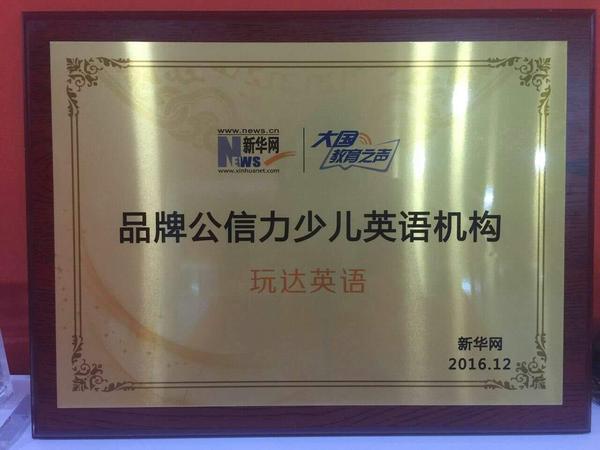 www.news.cn
新华网
NEWS
www.xinhuanet.com
大国
教育之声
品牌公信力少儿英语机构
玩达英语
新华网
2016.12